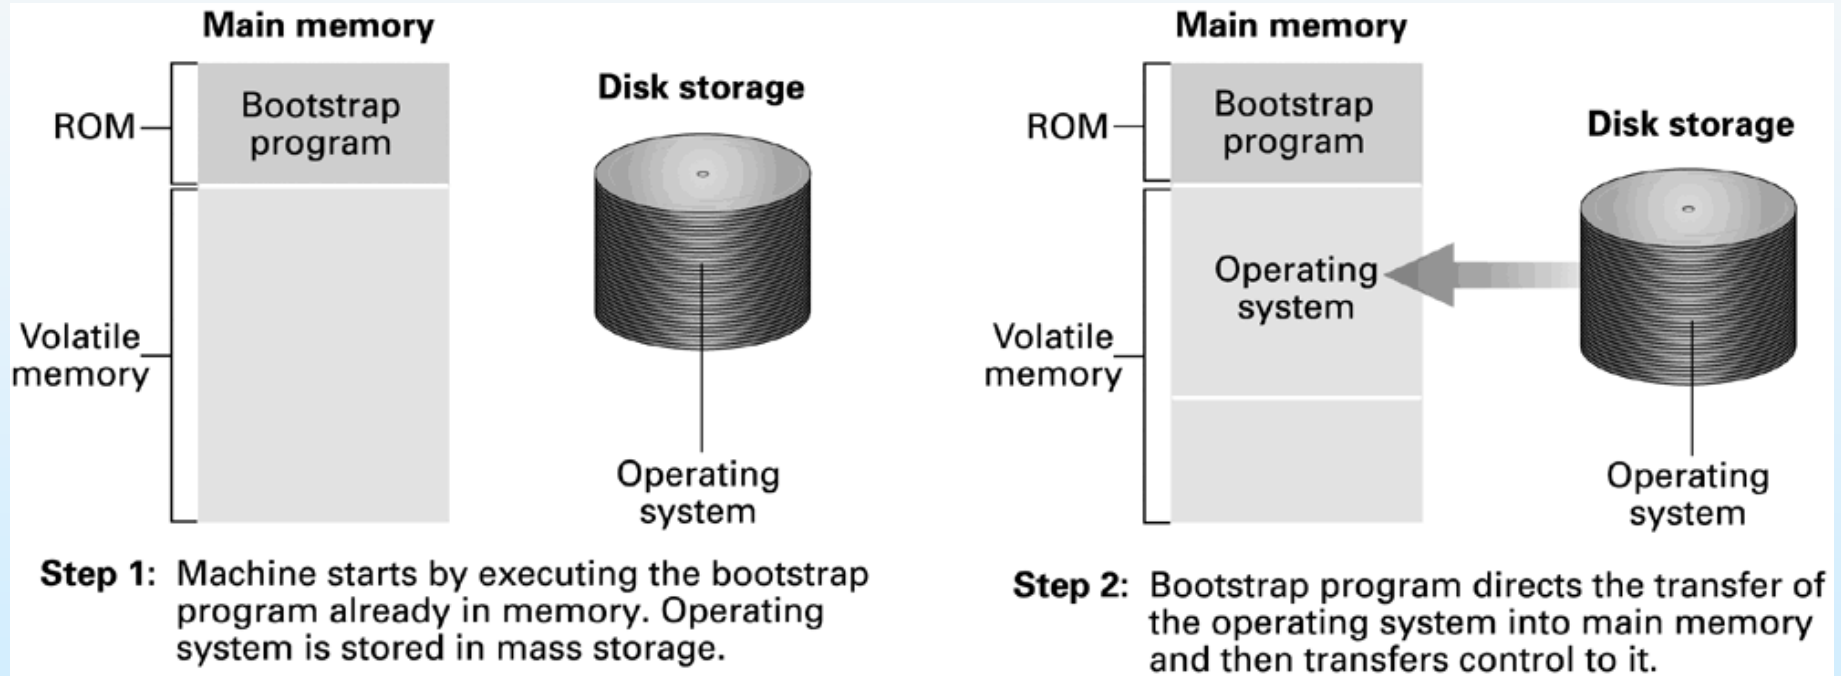 Main memory
Disk storage
ROM
Bootstrap
program
Volatile
memory
Operating
system
Step 1: Machine starts by executing the bootstrap
program already in memory. Operating
system is stored in mass storage.
Main memory
Disk storage
ROM
Bootstrap
program
Operating
system
Volatile
memory
Operating
system
Step 2: Bootstrap program directs the transfer of
the operating system into main memory
and then transfers control to it.